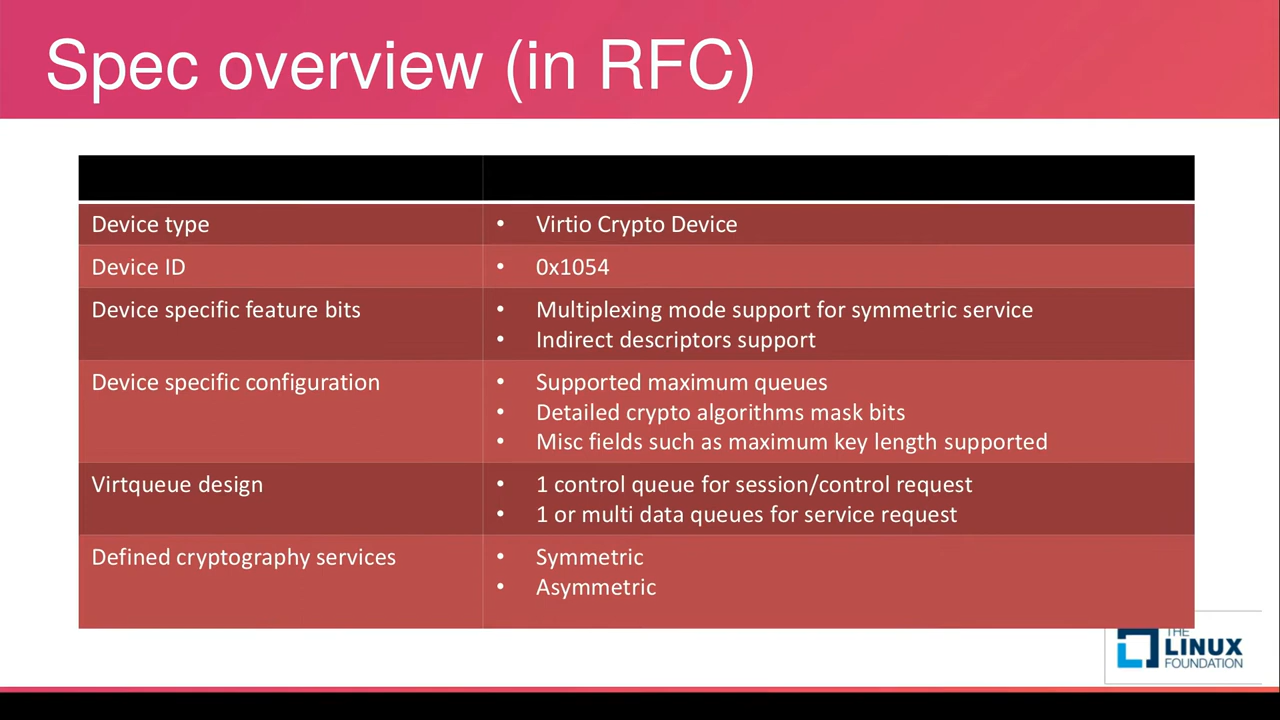 Spec overview (in RFC)
Device type
• Virtio Crypto Device
Device ID
• 0x1054
Device specific feature bits
• Multiplexing mode support for symmetric service
• Indirect descriptors support
Device specific configuration
• Supported maximum queues
• Detailed crypto algorithms mask bits
• Misc fields such as maximum key length supported
Virtqueue design
• 1 control queue for session/control request
• 1 or multi data queues for service request
Defined cryptography services
• Symmetric
• Asymmetric
THE
LINUX
FOUNDATION